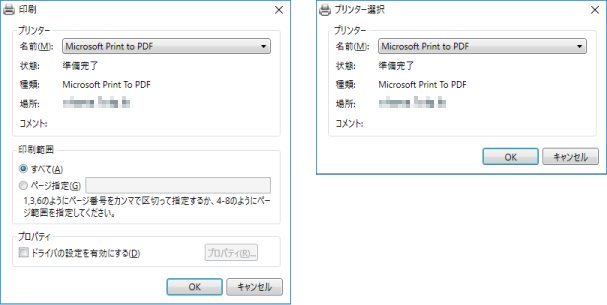 印刷
プリンター
名前(M): Microsoft Print to PDF
状態: 準備完了
種類: Microsoft Print To PDF
場所:
コメント:
印刷範囲
すべて(A)
ページ指定(G)
1,3,6のようにページ番号をカンマで区切って指定するか、4-8のようにペー
ジ範囲を指定してください。
プロパティ
ドライバの設定を有効にする(D) プロパティ(R)...
OK キャンセル
プリンター選択
プリンター
名前(M): Microsoft Print to PDF
状態: 準備完了
種類: Microsoft Print To PDF
場所:
コメント:
OK キャンセル